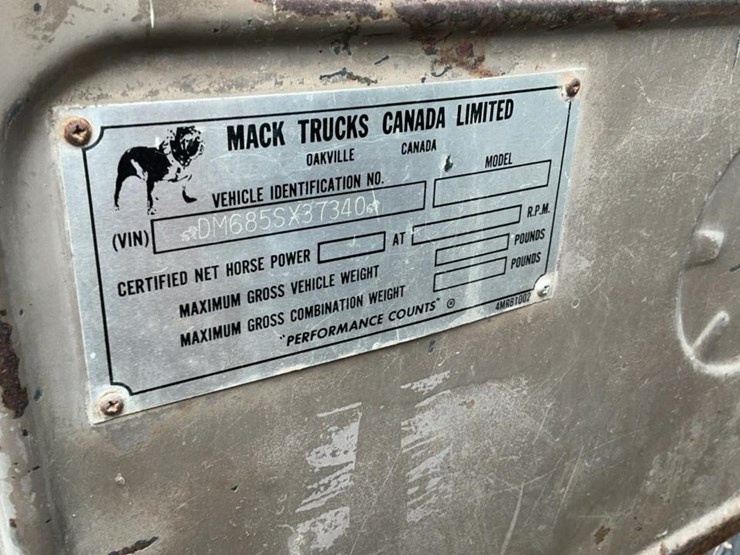 MACK TRUCKS CANADA LIMITED
OAKVILLE CANADA
VEHICLE IDENTIFICATION NO. MODEL
(VIN) DM685SX37340
CERTIFIED NET HORSE POWER AT R.P.M.
MAXIMUM GROSS VEHICLE WEIGHT POUNDS
MAXIMUM GROSS COMBINATION WEIGHT POUNDS
"PERFORMANCE COUNTS" ®
4MR81002